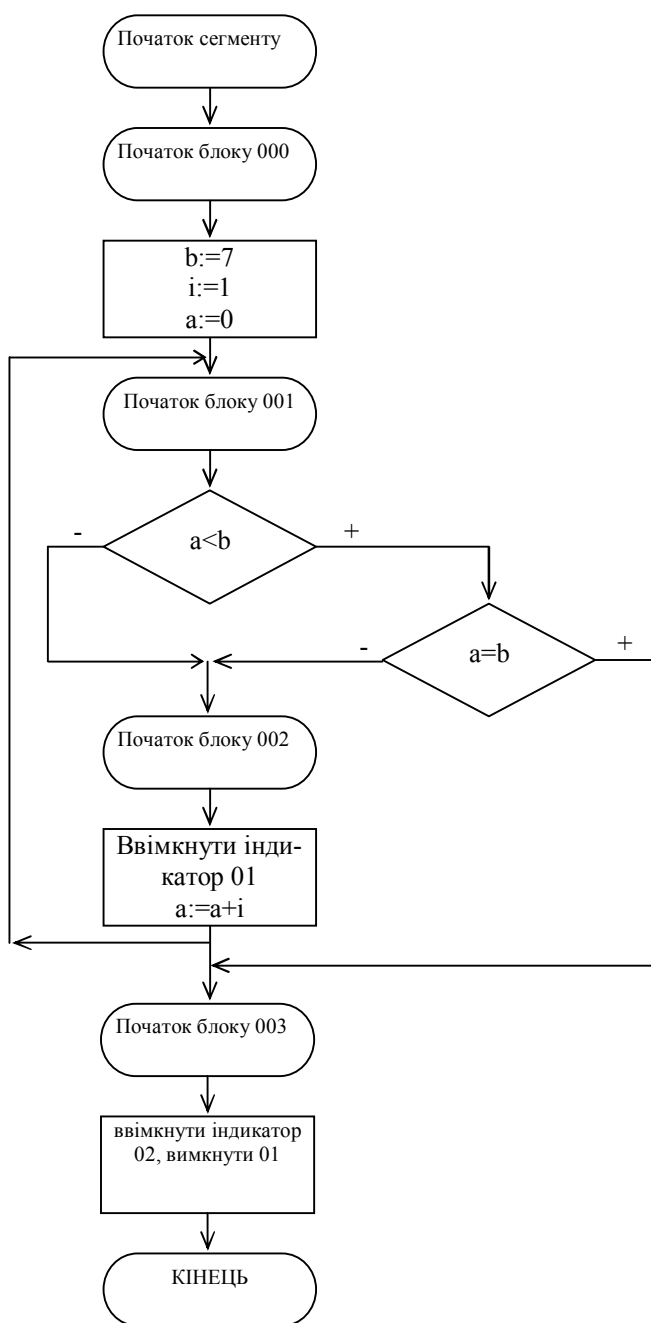 Початок сегменту
Початок блоку 000
b:=7
i:=1
a:=0
Початок блоку 001
-
a<b
+
-
a=b
+
Початок блоку 002
Ввімкнути інди-
катор 01
a:=a+i
Початок блоку 003
ввімкнути індикатор
02, вимкнути 01
КІНЕЦЬ